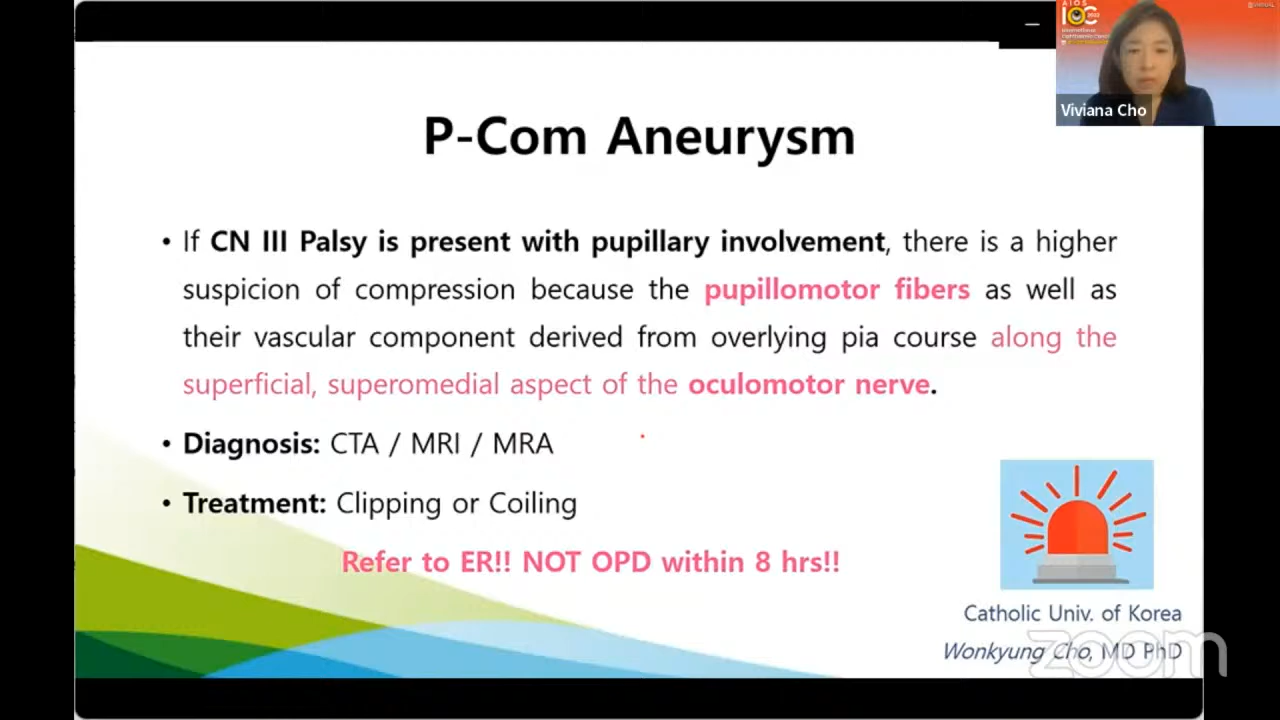 P-Com Aneurysm
• If CN III Palsy is present with pupillary involvement, there is a higher
suspicion of compression because the pupillomotor fibers as well as
their vascular component derived from overlying pia course along the
superficial, superomedial aspect of the oculomotor nerve.
• Diagnosis: CTA / MRI / MRA
• Treatment: Clipping or Coiling
Refer to ER!! NOT OPD within 8 hrs!!
Catholic Univ. of Korea
Wonkyung Cho, MD PhD
zoom
AIOS
IOC
Viviana Cho